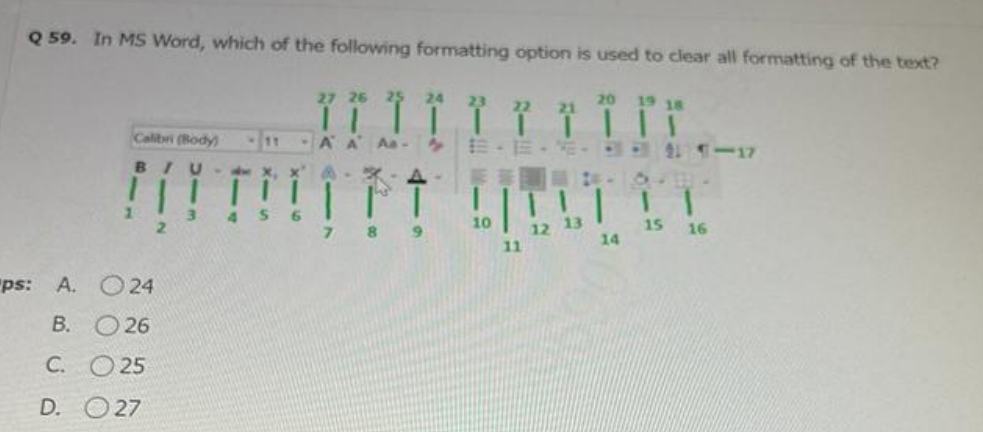 Q 59. In MS Word, which of the following formatting option is used to clear all formatting of the text?
27 26 25 24 23 22 21 20 19 18
Calibri (Body) 11 A A Aa 17
B I U abc X, X A
1 2 3 4 5 6 7 8 9 10 11 12 13 14 15 16
ps: A. 24
B. 26
C. 25
D. 27